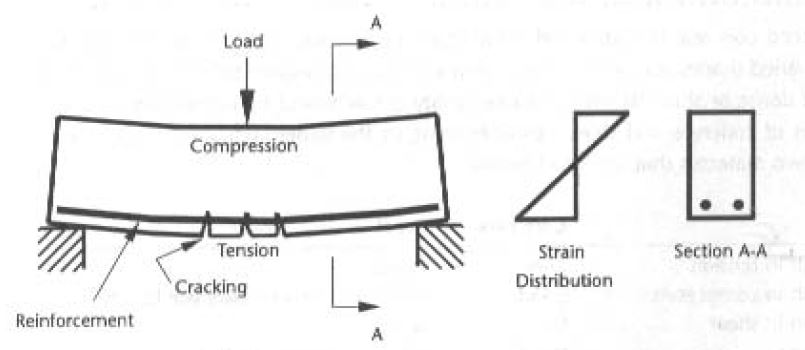 A
Load
Compression
Tension
Cracking
Reinforcement
A
Strain
Distribution
Section A-A